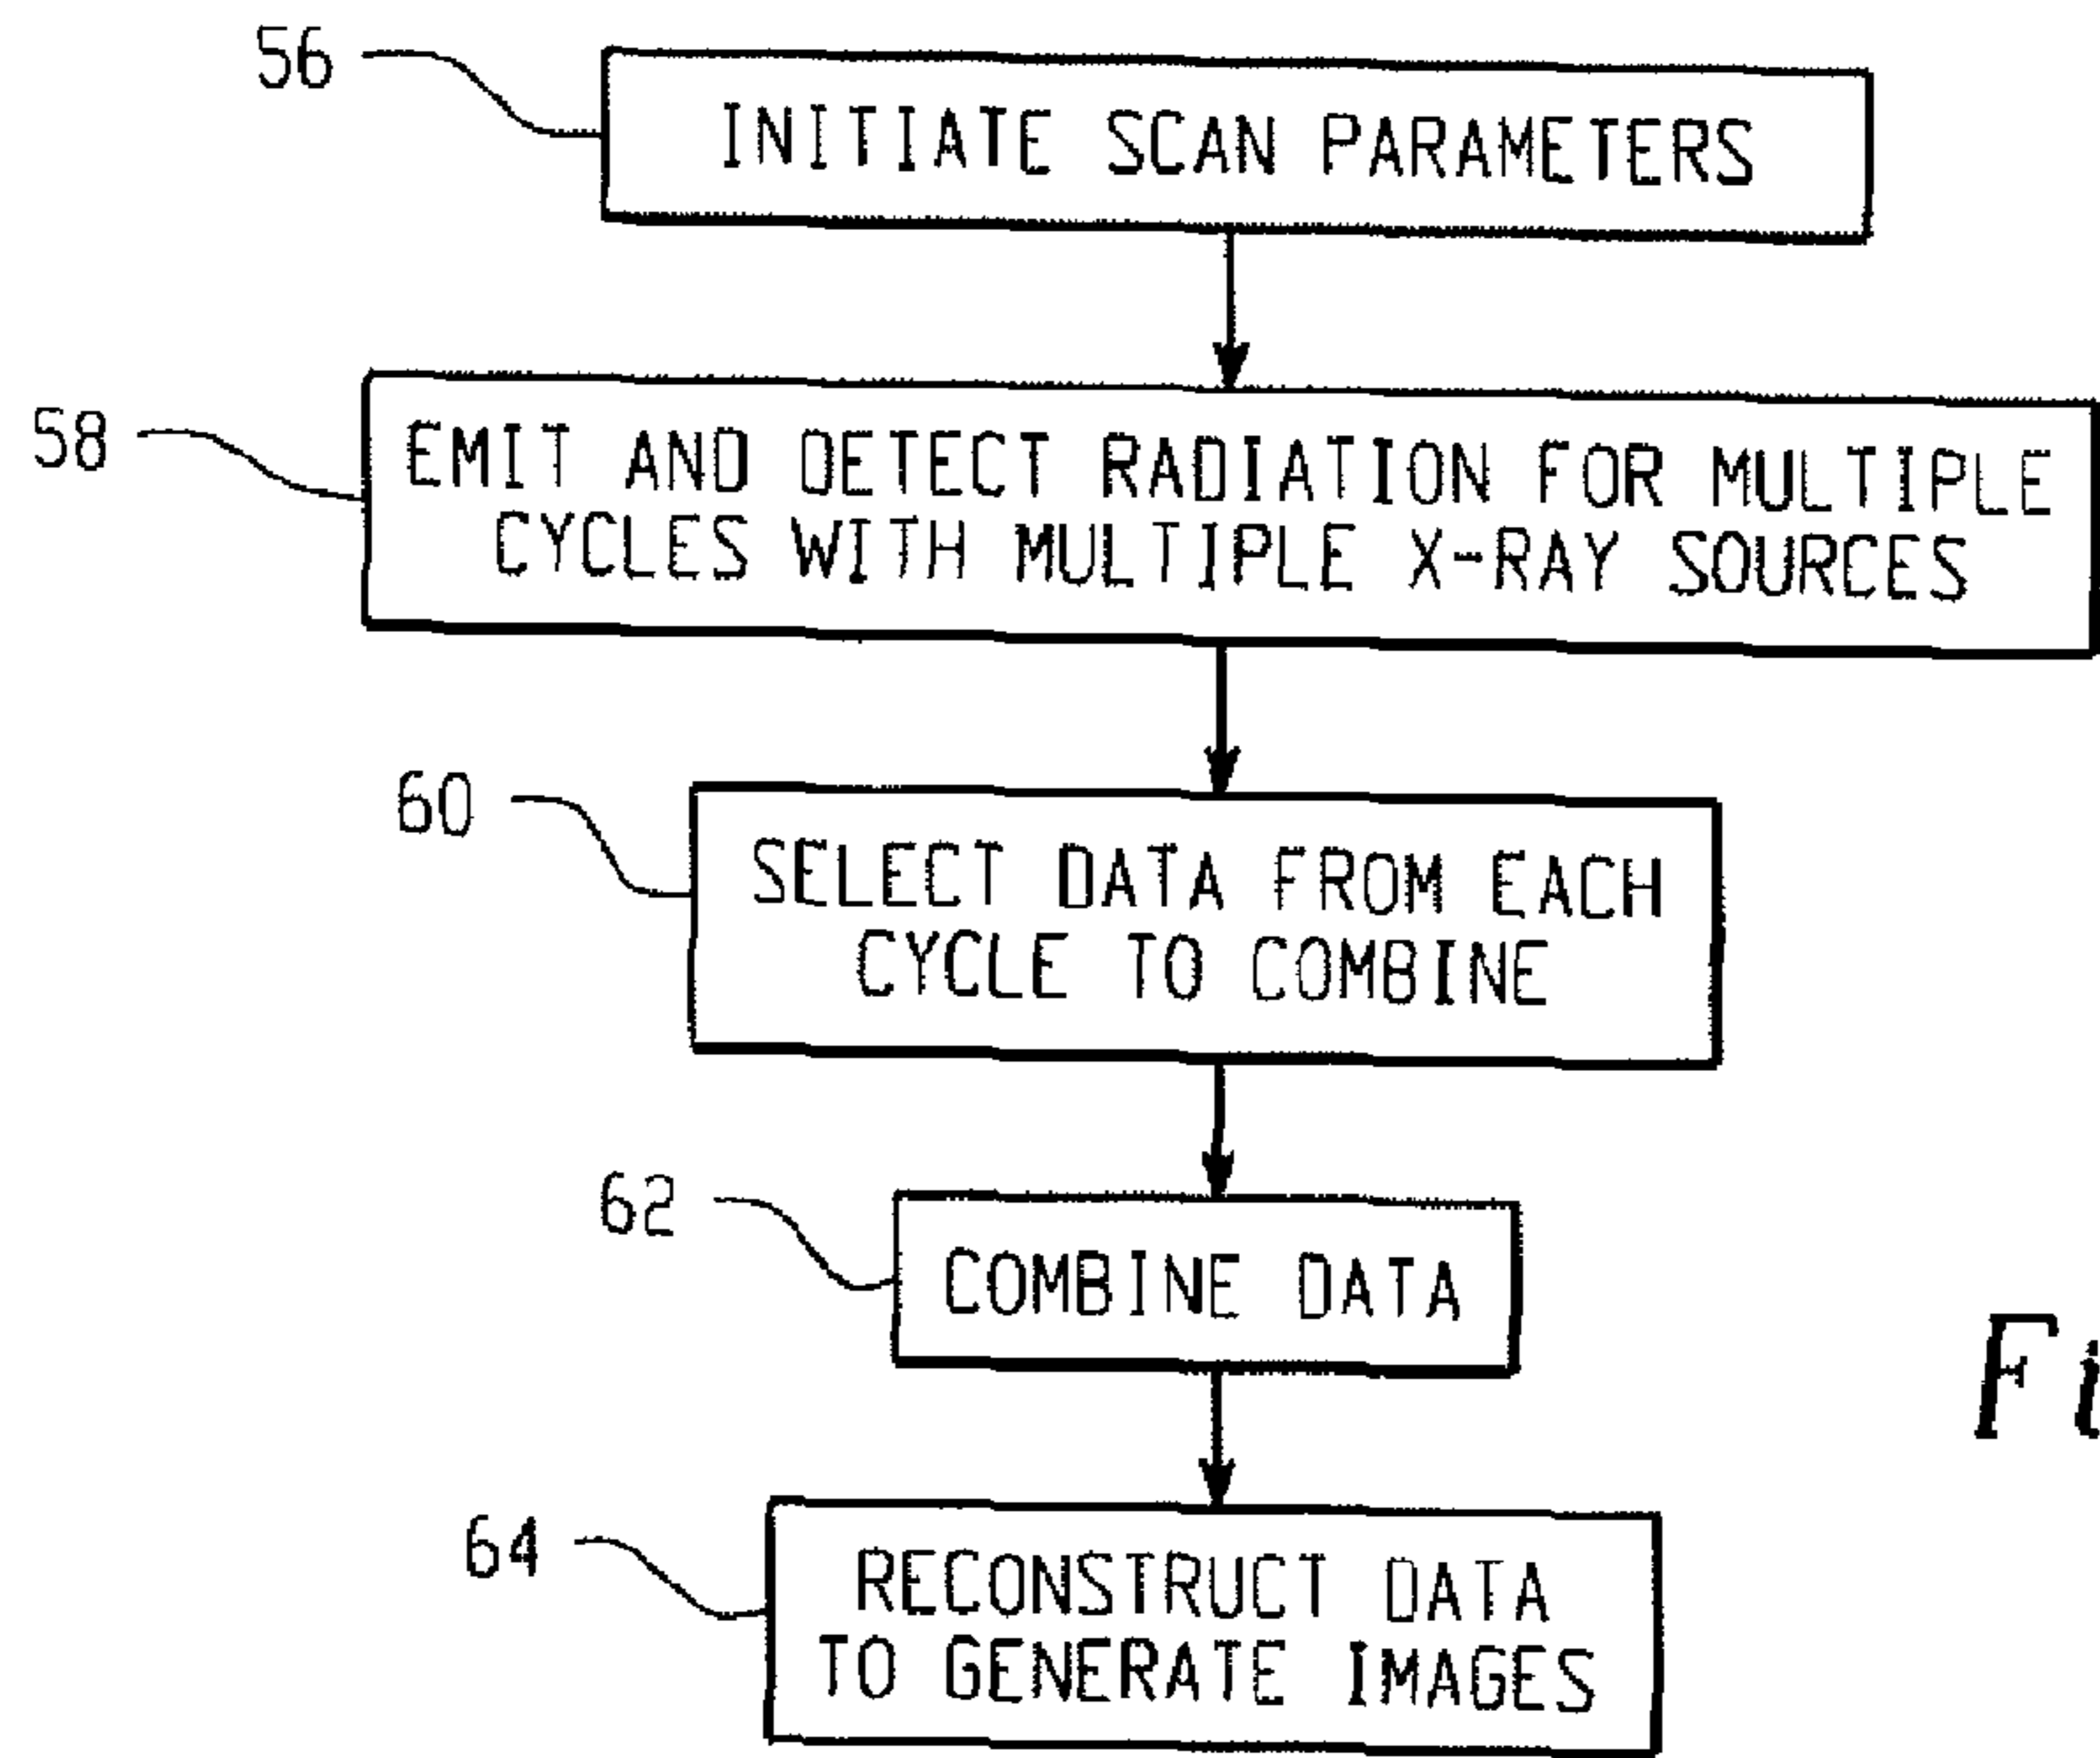 56
INITIATE SCAN PARAMETERS
58
EMIT AND DETECT RADIATION FOR MULTIPLE
CYCLES WITH MULTIPLE X-RAY SOURCES
60
SELECT DATA FROM EACH
CYCLE TO COMBINE
62
COMBINE DATA
64
RECONSTRUCT DATA
TO GENERATE IMAGES